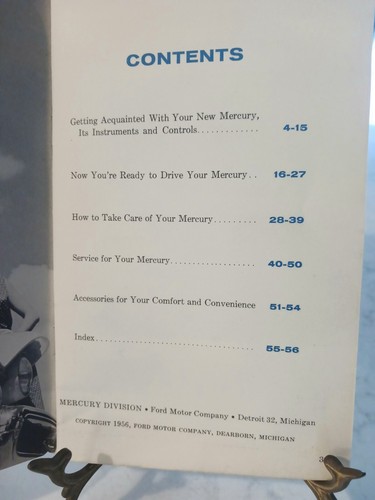 CONTENTS
Getting Acquainted With Your New Mercury,
Its Instruments and Controls............ 4-15
Now You're Ready to Drive Your Mercury.. 16-27
How to Take Care of Your Mercury......... 28-39
Service for Your Mercury.................. 40-50
Accessories for Your Comfort and Convenience 51-54
Index.................................. 55-56
MERCURY DIVISION • Ford Motor Company • Detroit 32, Michigan
COPYRIGHT 1956, FORD MOTOR COMPANY, DEARBORN, MICHIGAN
3